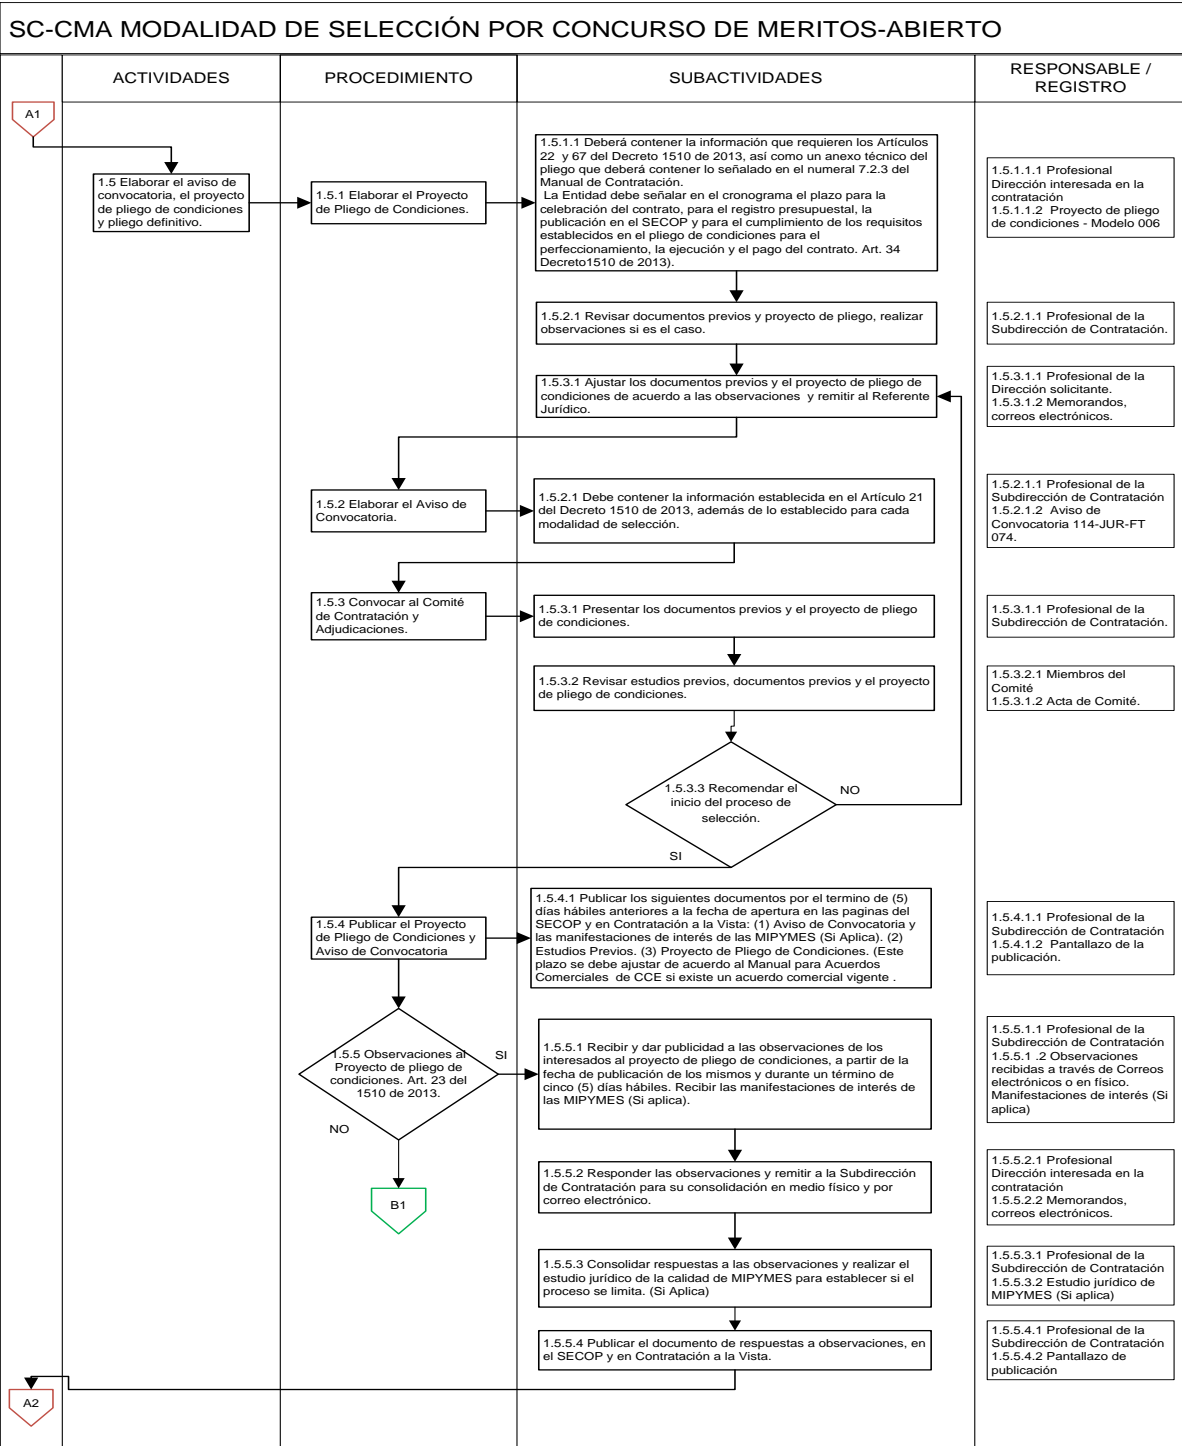 SC-CMA MODALIDAD DE SELECCIÓN POR CONCURSO DE MERITOS-ABIERTO
ACTIVIDADES
PROCEDIMIENTO
SUBACTIVIDADES
RESPONSABLE /
REGISTRO
A1
1.5 Elaborar el aviso de
convocatoria, el proyecto
de pliego de condiciones
y pliego definitivo.
1.5.1 Elaborar el Proyecto
de Pliego de Condiciones.
1.5.1.1 Deberá contener la información que requieren los Artículos
22  y 67 del Decreto 1510 de 2013, así como un anexo técnico del
pliego que deberá contener lo señalado en el numeral 7.2.3 del
Manual de Contratación.
La Entidad debe señalar en el cronograma el plazo para la
celebración del contrato, para el registro presupuestal, la
publicación en el SECOP y para el cumplimiento de los requisitos
establecidos en el pliego de condiciones para el
perfeccionamiento, la ejecución y el pago del contrato. Art. 34
Decreto1510 de 2013).
1.5.1.1.1 Profesional
Dirección interesada en la
contratación
1.5.1.1.2  Proyecto de pliego
de condiciones - Modelo 006
1.5.2.1 Revisar documentos previos y proyecto de pliego, realizar
observaciones si es el caso.
1.5.2.1.1 Profesional de la
Subdirección de Contratación.
1.5.3.1 Ajustar los documentos previos y el proyecto de pliego de
condiciones de acuerdo a las observaciones  y remitir al Referente
Jurídico.
1.5.3.1.1 Profesional de la
Dirección solicitante.
1.5.3.1.2 Memorandos,
correos electrónicos.
1.5.2 Elaborar el Aviso de
Convocatoria.
1.5.2.1 Debe contener la información establecida en el Artículo 21
del Decreto 1510 de 2013, además de lo establecido para cada
modalidad de selección.
1.5.2.1.1 Profesional de la
Subdirección de Contratación
1.5.2.1.2  Aviso de
Convocatoria 114-JUR-FT
074.
1.5.3 Convocar al Comité
de Contratación y
Adjudicaciones.
1.5.3.1 Presentar los documentos previos y el proyecto de pliego
de condiciones.
1.5.3.1.1 Profesional de la
Subdirección de Contratación.
1.5.3.2 Revisar estudios previos, documentos previos y el proyecto
de pliego de condiciones.
1.5.3.2.1 Miembros del
Comité
1.5.3.1.2 Acta de Comité.
1.5.3.3 Recomendar el
inicio del proceso de
selección.
NO
SI
1.5.4 Publicar el Proyecto
de Pliego de Condiciones y
Aviso de Convocatoria
1.5.4.1 Publicar los siguientes documentos por el termino de (5)
días hábiles anteriores a la fecha de apertura en las paginas del
SECOP y en Contratación a la Vista: (1) Aviso de Convocatoria y
las manifestaciones de interés de las MIPYMES (Si Aplica). (2)
Estudios Previos. (3) Proyecto de Pliego de Condiciones. (Este
plazo se debe ajustar de acuerdo al Manual para Acuerdos
Comerciales  de CCE si existe un acuerdo comercial vigente .
1.5.4.1.1 Profesional de la
Subdirección de Contratación
1.5.4.1.2  Pantallazo de la
publicación.
1.5.5 Observaciones al
Proyecto de pliego de
condiciones. Art. 23 del
1510 de 2013.
SI
NO
1.5.5.1 Recibir y dar publicidad a las observaciones de los
interesados al proyecto de pliego de condiciones, a partir de la
fecha de publicación de los mismos y durante un término de
cinco (5) días hábiles. Recibir las manifestaciones de interés de
las MIPYMES (Si aplica).
1.5.5.1.1 Profesional de la
Subdirección de Contratación
1.5.5.1 .2 Observaciones
recibidas a través de Correos
electrónicos o en físico.
Manifestaciones de interés (Si
aplica)
B1
1.5.5.2 Responder las observaciones y remitir a la Subdirección
de Contratación para su consolidación en medio físico y por
correo electrónico.
1.5.5.2.1 Profesional
Dirección interesada en la
contratación
1.5.5.2.2 Memorandos,
correos electrónicos.
1.5.5.3 Consolidar respuestas a las observaciones y realizar el
estudio jurídico de la calidad de MIPYMES para establecer si el
proceso se limita. (Si Aplica)
1.5.5.3.1 Profesional de la
Subdirección de Contratación
1.5.5.3.2 Estudio jurídico de
MIPYMES (Si aplica)
1.5.5.4 Publicar el documento de respuestas a observaciones, en
el SECOP y en Contratación a la Vista.
1.5.5.4.1 Profesional de la
Subdirección de Contratación
1.5.5.4.2 Pantallazo de
publicación
A2